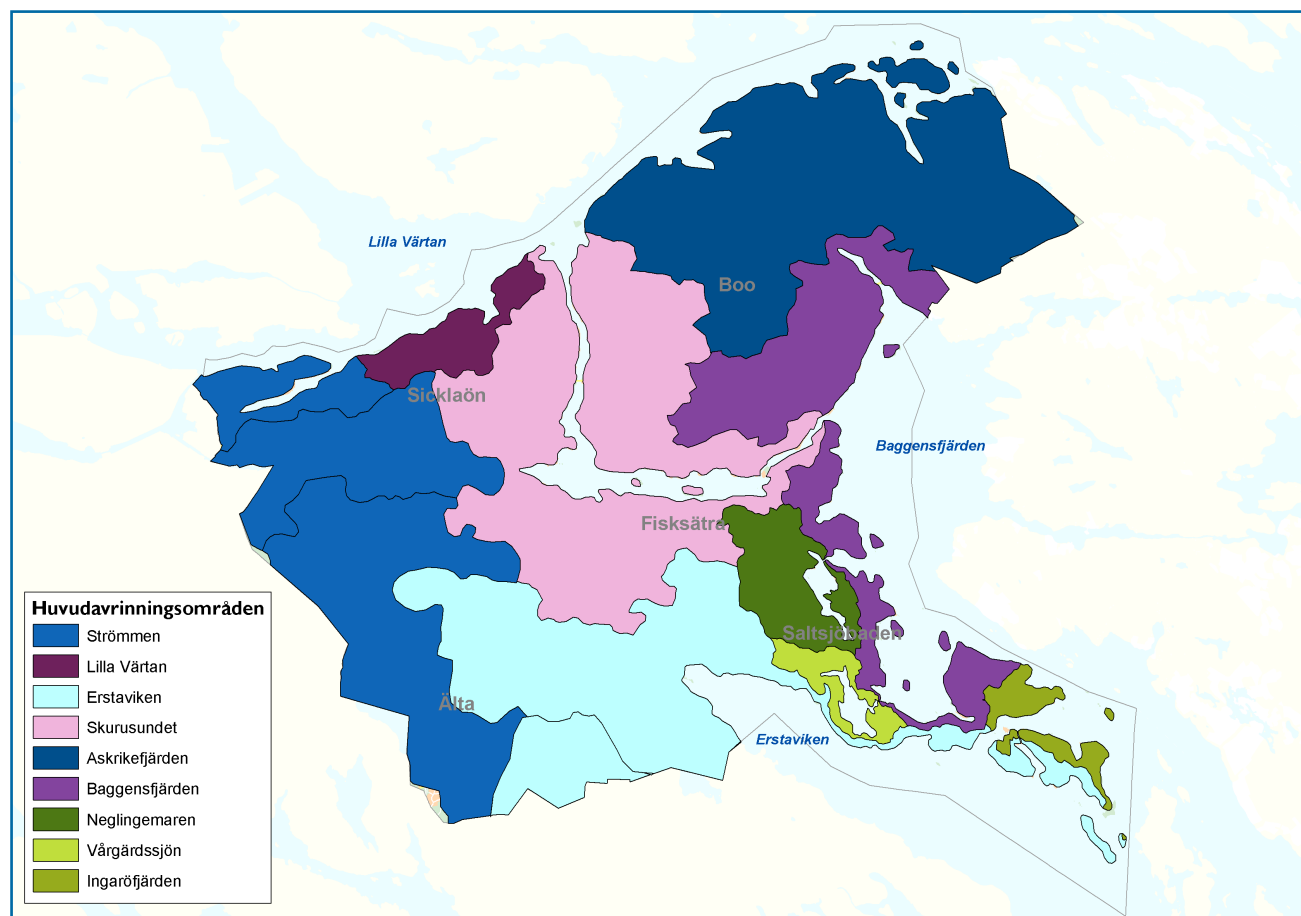 Lilla Värtan
Boo
Sicklaön
Baggensfjärden
Fisksätra
Saltsjöbaden
Älta
Erstaviken
Huvudavrinningsområden
Strömmen
Lilla Värtan
Erstaviken
Skurusundet
Askrikefjärden
Baggensfjärden
Neglingemaren
Vårgärdssjön
Ingaröfjärden